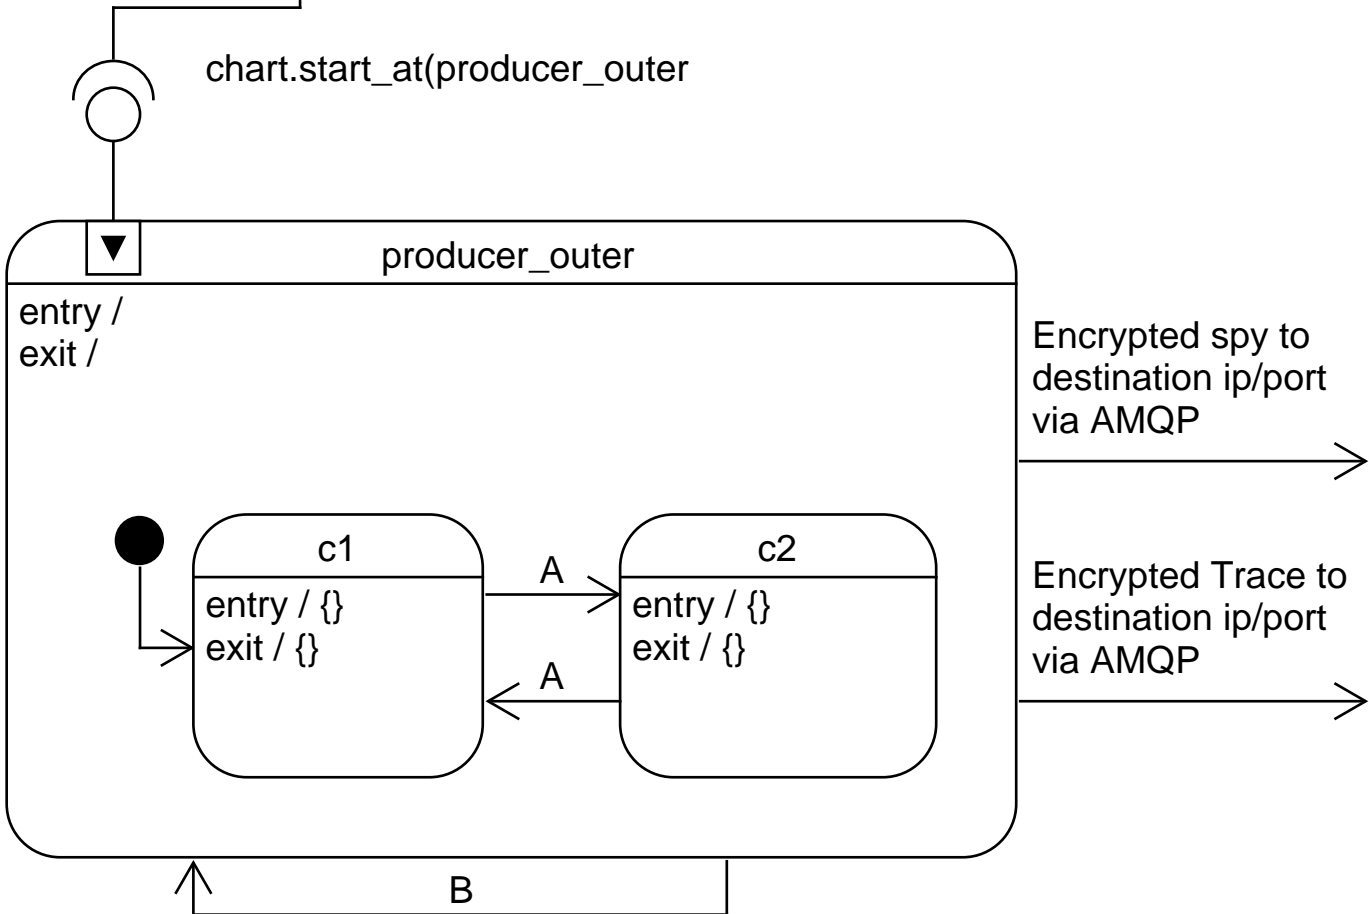 chart.start_at(producer_outer
producer_outer
entry /
exit /
Encrypted spy to
destination ip/port
via AMQP
c1
entry / {}
exit / {}
A
A
c2
entry / {}
exit / {}
Encrypted Trace to
destination ip/port
via AMQP
B